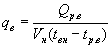 q_в = Q_р.в / V_н(t_вн − t_р.в)